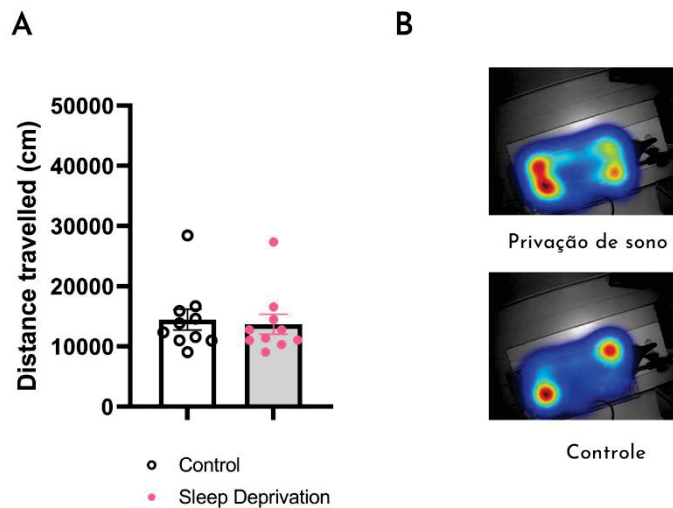 A
Distance travelled (cm)
50000
40000
30000
20000
10000
0
Control
Sleep Deprivation
B
Privação de sono
Controle